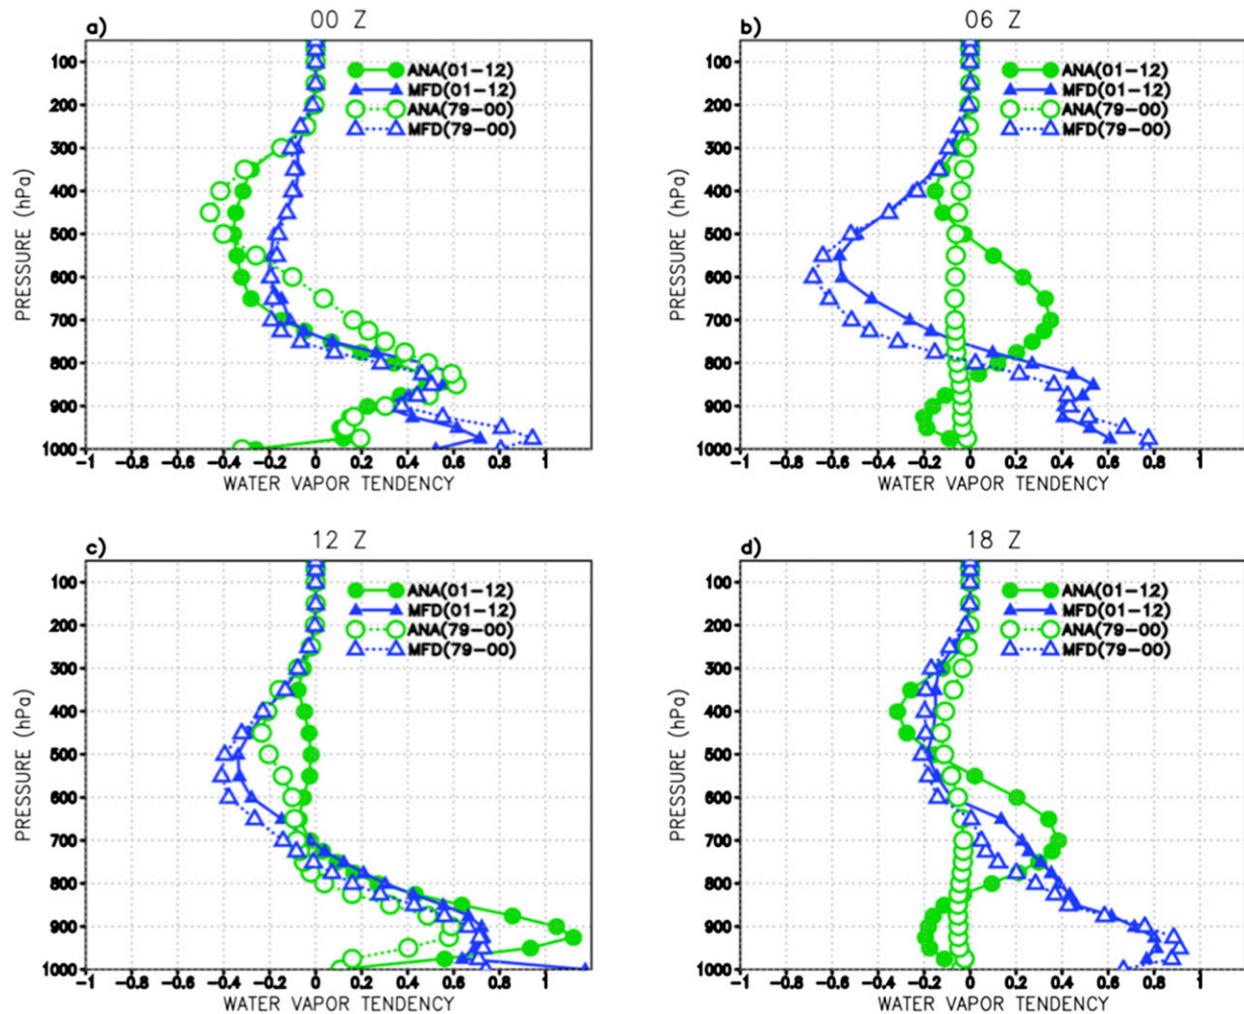 a) 00 Z
ANA(01-12)
MFD(01-12)
ANA(79-00)
MFD(79-00)
PRESSURE (hPa)
100
200
300
400
500
600
700
800
900
1000
-1 -0.8 -0.6 -0.4 -0.2 0 0.2 0.4 0.6 0.8 1
WATER VAPOR TENDENCY
b) 06 Z
ANA(01-12)
MFD(01-12)
ANA(79-00)
MFD(79-00)
PRESSURE (hPa)
100
200
300
400
500
600
700
800
900
1000
-1 -0.8 -0.6 -0.4 -0.2 0 0.2 0.4 0.6 0.8 1
WATER VAPOR TENDENCY
c) 12 Z
ANA(01-12)
MFD(01-12)
ANA(79-00)
MFD(79-00)
PRESSURE (hPa)
100
200
300
400
500
600
700
800
900
1000
-1 -0.8 -0.6 -0.4 -0.2 0 0.2 0.4 0.6 0.8 1
WATER VAPOR TENDENCY
d) 18 Z
ANA(01-12)
MFD(01-12)
ANA(79-00)
MFD(79-00)
PRESSURE (hPa)
100
200
300
400
500
600
700
800
900
1000
-1 -0.8 -0.6 -0.4 -0.2 0 0.2 0.4 0.6 0.8 1
WATER VAPOR TENDENCY